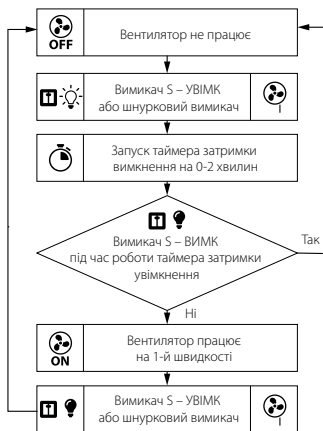 OFF
Вентилятор не працює
Вимикач S – УВІМК
або шнурковий вимикач
I
Запуск таймера затримки
вимкнення на 0-2 хвилин
Вимикач S – ВИМК
під час роботи таймера затримки
увімкнення
Так
Ні
ON
Вентилятор працює
на 1-й швидкості
Вимикач S – УВІМК
або шнурковий вимикач
I